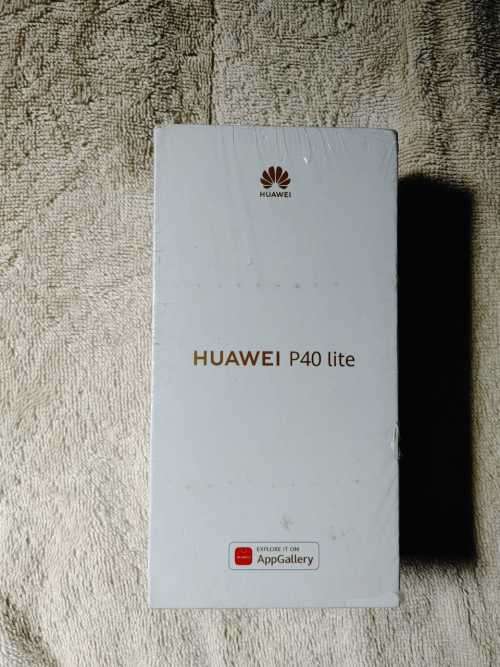 HUAWEI
HUAWEI P40 lite
EXPLORE IT ON
AppGallery